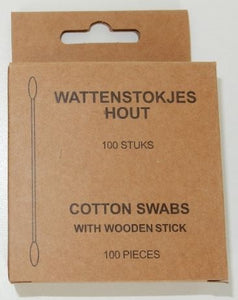 WATTENSTOKJES
HOUT
100 STUKS
COTTON SWABS
WITH WOODEN STICK
100 PIECES